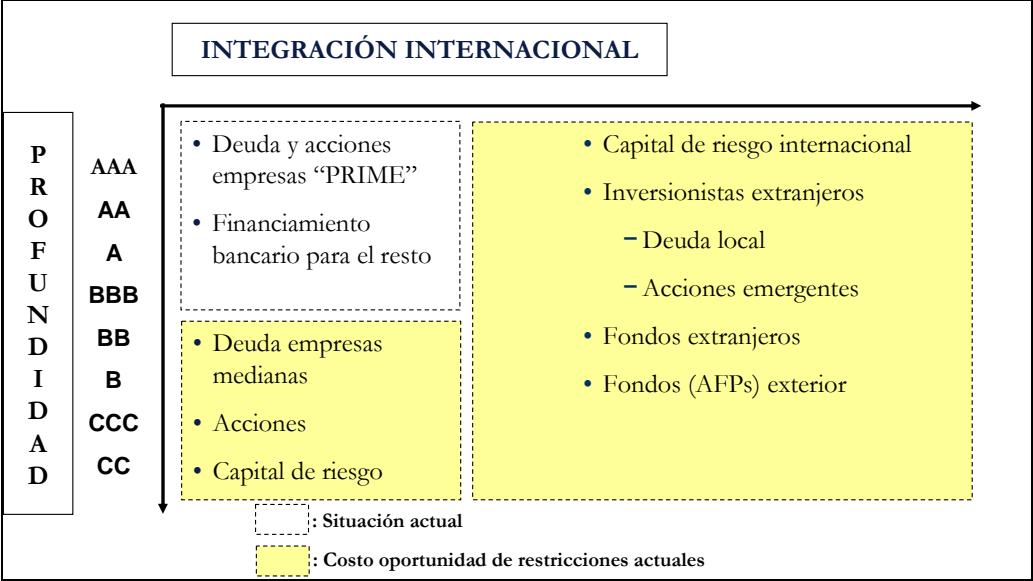 INTEGRACIÓN INTERNACIONAL
PROFUNDIDAD
AAA
AA
A
BBB
BB
B
CCC
CC
• Deuda y acciones
empresas “PRIME”
• Financiamiento
bancario para el resto
• Deuda empresas
medianas
• Acciones
• Capital de riesgo
• Capital de riesgo internacional
• Inversionistas extranjeros
– Deuda local
– Acciones emergentes
• Fondos extranjeros
• Fondos (AFPs) exterior
: Situación actual
: Costo oportunidad de restricciones actuales